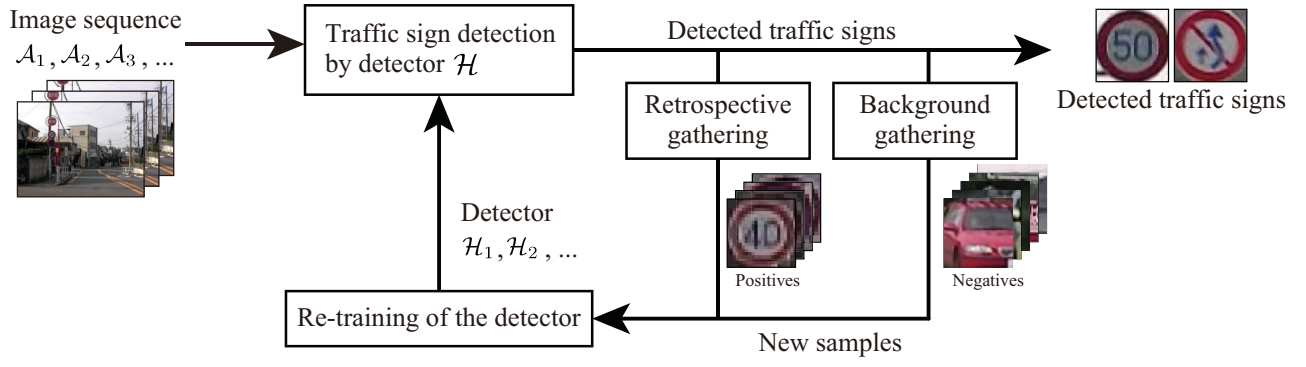 Image sequence
𝒜₁, 𝒜₂, 𝒜₃, ...
Traffic sign detection
by detector ℋ
Detected traffic signs
50
Detected traffic signs
Retrospective
gathering
Background
gathering
Detector
ℋ₁, ℋ₂, ...
40
Positives
Negatives
Re-training of the detector
New samples